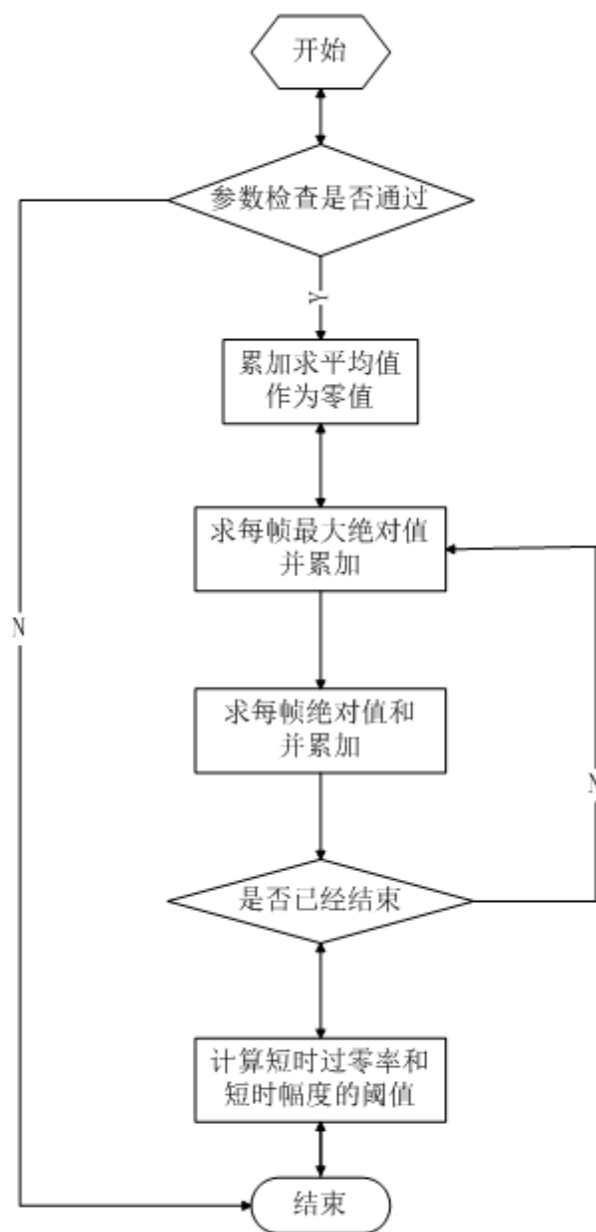 开始
参数检查是否通过
Y
累加求平均值
作为零值
求每帧最大绝对值
并累加
N
求每帧绝对值和
并累加
N
是否已经结束
计算短时过零率和
短时幅度的阈值
结束